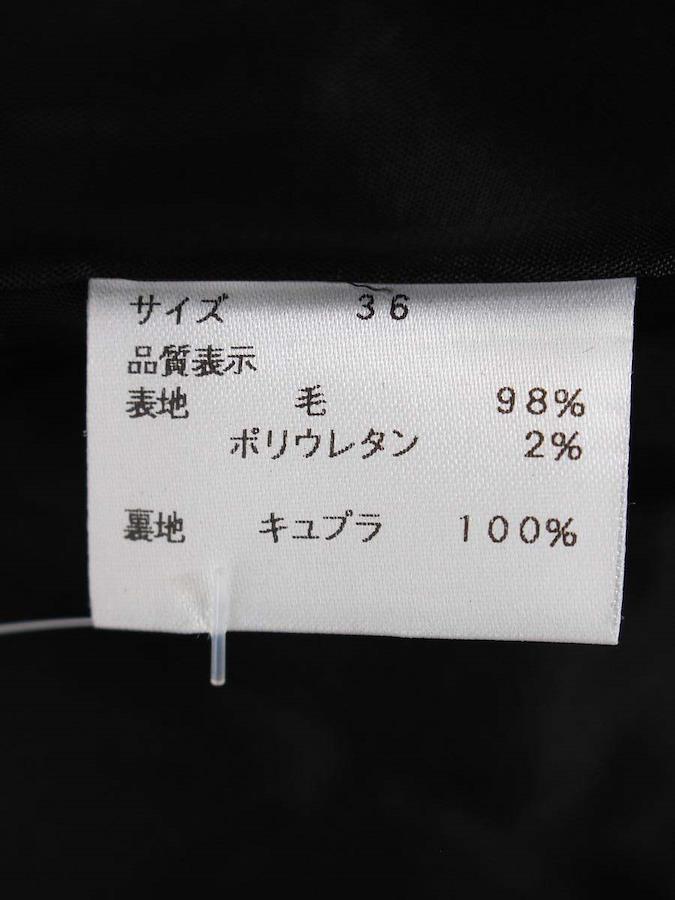 サイズ 36
品質表示
表地 毛 98%
ポリウレタン 2%
裏地 キュプラ 100%